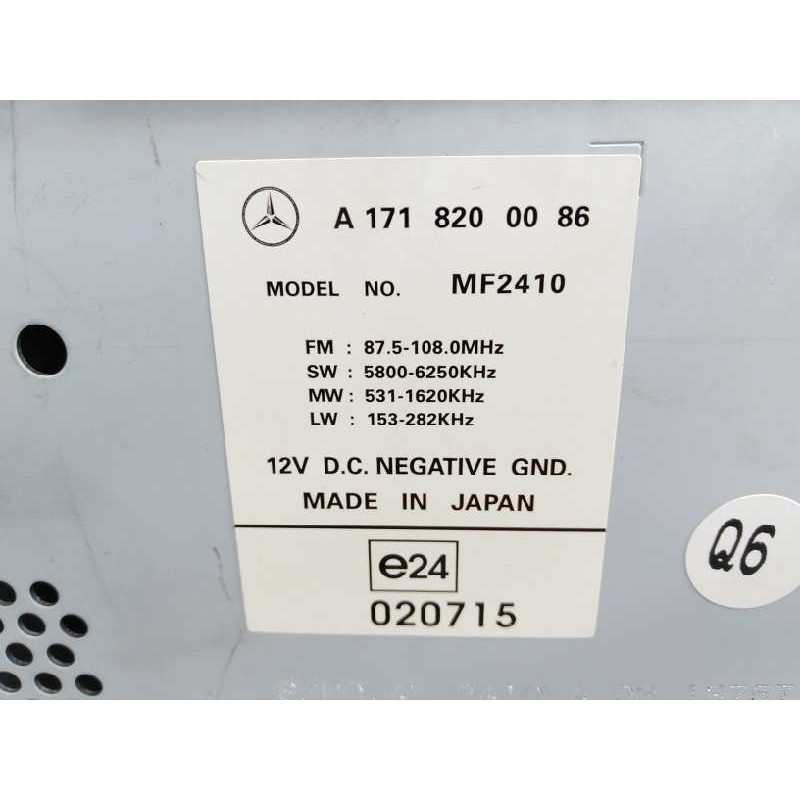 A 171 820 00 86
MODEL NO. MF2410
FM : 87.5-108.0MHz
SW : 5800-6250KHz
MW : 531-1620KHz
LW : 153-282KHz
12V D.C. NEGATIVE GND.
MADE IN JAPAN
e24
020715
Q6